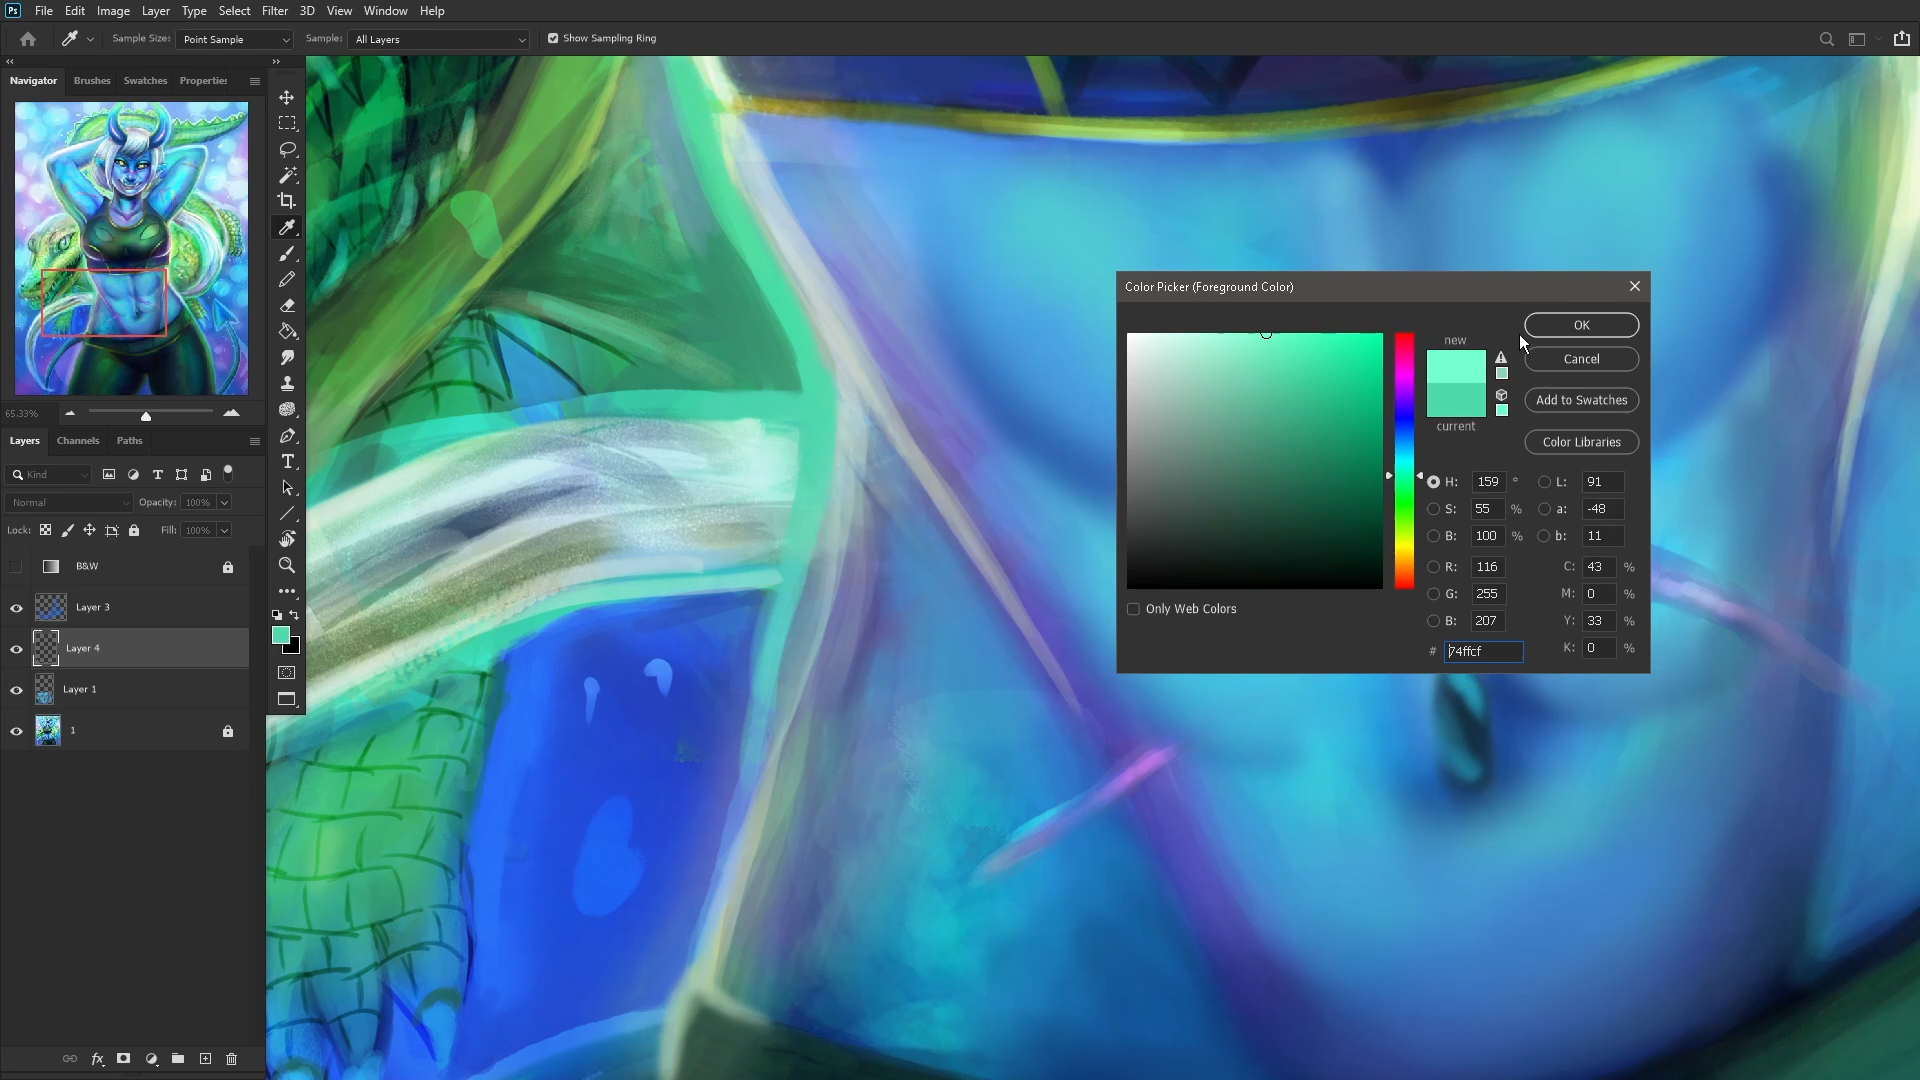 Ps File Edit Image Layer Type Select Filter 3D View Window Help
Sample Size: Point Sample Sample: All Layers Show Sampling Ring
Navigator Brushes Swatches Properties
65.33%
Layers Channels Paths
Kind
Normal Opacity: 100%
Lock: Fill: 100%
B&W
Layer 3
Layer 4
Layer 1
1
fx
Color Picker (Foreground Color)
new
current
OK
Cancel
Add to Swatches
Color Libraries
H: 159 ° L: 91
S: 55 % a: -48
B: 100 % b: 11
R: 116 C: 43 %
G: 255 M: 0 %
B: 207 Y: 33 %
# 74ffcf K: 0 %
Only Web Colors